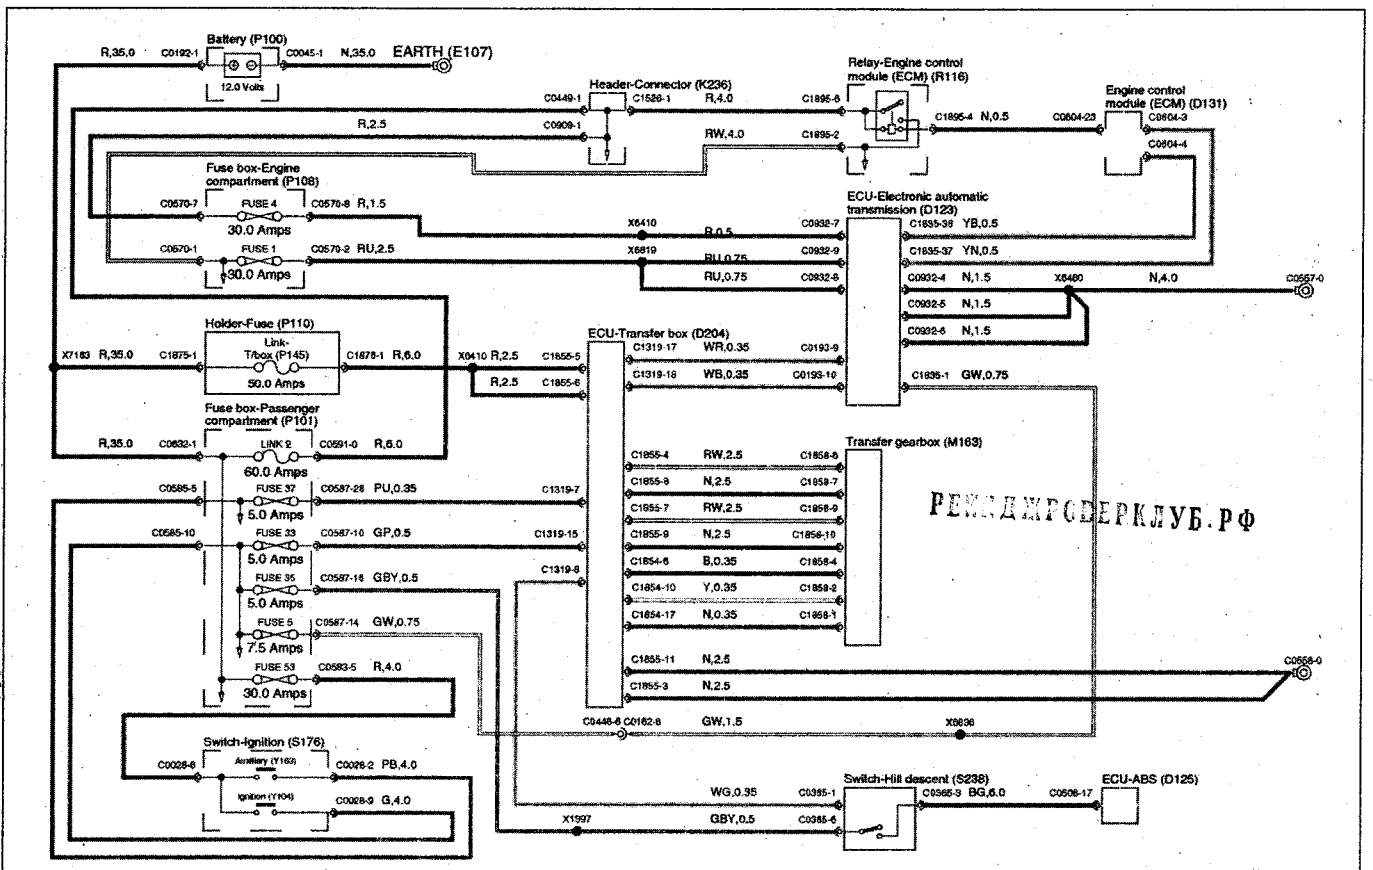 Battery (P100)
R,35.0 C0192-1 C0045-1 N,35.0 EARTH (E107)
12.0 Volts
Header-Connector (K236)
C0449-1 C1526-1 R,4.0 C1895-6
R,2.5 C0909-1
Relay-Engine control
module (ECM) (R116)
RW,4.0 C1895-2
C1895-4 N,0.5 C0604-23
Engine control
module (ECM) (D131)
C0604-3
C0604-4
Fuse box-Engine
compartment (P108)
C0570-7 FUSE 4 C0570-8 R,1.5
30.0 Amps
C0570-1 FUSE 1 C0570-2 RU,2.5
30.0 Amps
X6410 R,0.5 C0932-7
X6819 RU,0.75 C0932-9
RU,0.75 C0932-8
ECU-Electronic automatic
transmission (D123)
C1835-36 YB,0.5
C1835-37 YN,0.5
C0932-4 N,1.5 X6480 N,4.0 C0557-0
C0932-5 N,1.5
C0932-6 N,1.5
Holder-Fuse (P110)
Link-
T/box (P145)
X7183 R,35.0 C1875-1 C1876-1 R,6.0 X6410 R,2.5 C1855-5
50.0 Amps
R,2.5 C1855-6
ECU-Transfer box (D204)
C1319-17 WR,0.35 C0193-9
C1319-18 WB,0.35 C0193-10
C1835-1 GW,0.75
Fuse box-Passenger
compartment (P101)
R,35.0 C0632-1 LINK 2 C0591-0 R,6.0
60.0 Amps
C0585-5 FUSE 37 C0587-28 PU,0.35 C1319-7
5.0 Amps
C0585-10 FUSE 33 C0587-10 GP,0.5 C1319-15
5.0 Amps
C1319-8
FUSE 35 C0587-16 GBY,0.5
5.0 Amps
FUSE 5 C0587-14 GW,0.75
7.5 Amps
FUSE 53 C0583-5 R,4.0
30.0 Amps
Transfer gearbox (M163)
C1855-4 RW,2.5 C1858-6
C1855-8 N,2.5 C1858-7
C1855-7 RW,2.5 C1858-9
C1855-9 N,2.5 C1858-10
C1854-6 B,0.35 C1858-4
C1854-10 Y,0.35 C1858-2
C1854-17 N,0.35 C1858-1
C1855-11 N,2.5 C0558-0
C1855-3 N,2.5
РЕЙНДЖРОВЕРКЛУБ.РФ
C0448-6 C0162-8 GW,1.5 X6836
Switch-Ignition (S176)
C0028-6 Auxiliary (Y163) C0028-2 PB,4.0
Ignition (Y104) C0028-9 G,4.0
Switch-Hill descent (S238)
WG,0.35 C0365-1 C0365-3 BG,6.0 C0506-17
ECU-ABS (D125)
X1997 GBY,0.5 C0365-6